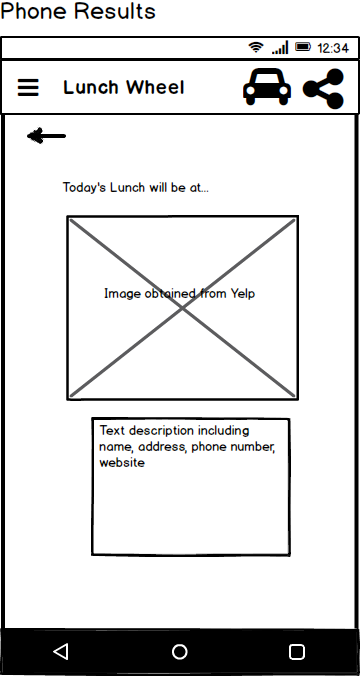 Phone Results
12:34
Lunch Wheel
Today's Lunch will be at...
Image obtained from Yelp
Text description including
name, address, phone number,
website